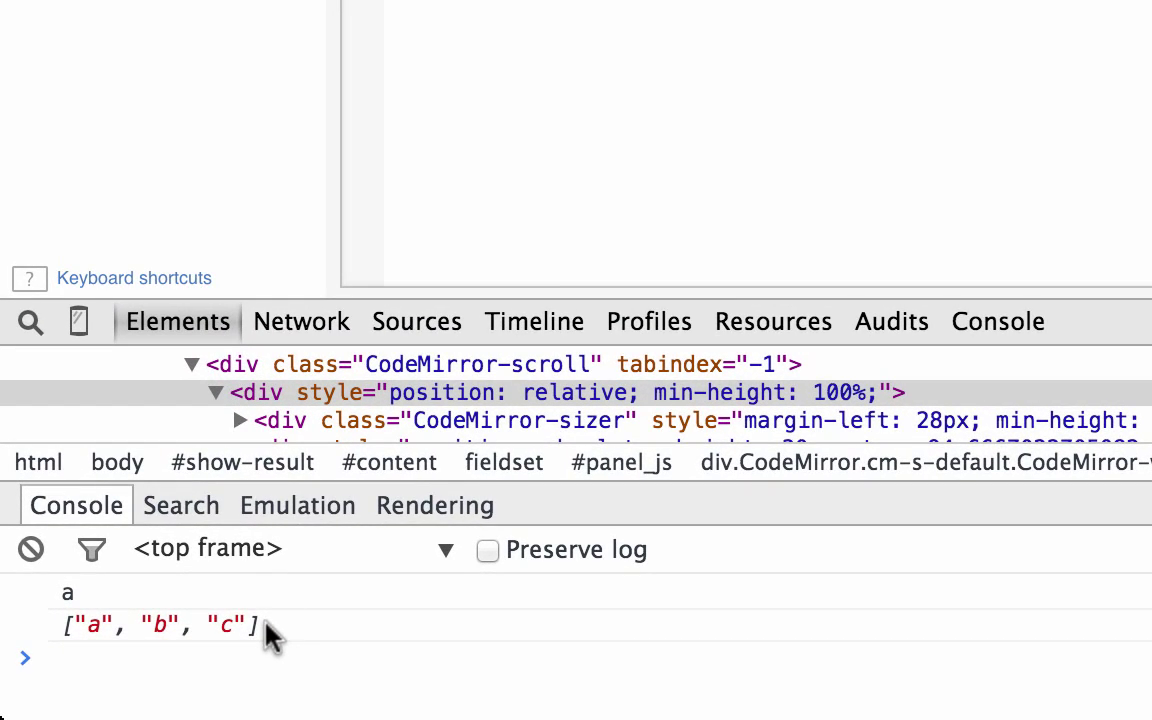 ? Keyboard shortcuts
Elements Network Sources Timeline Profiles Resources Audits Console
▼<div class="CodeMirror-scroll" tabindex="-1">
▼<div style="position: relative; min-height: 100%;">
▶<div class="CodeMirror-sizer" style="margin-left: 28px; min-height:
html body #show-result #content fieldset #panel_js div.CodeMirror.cm-s-default.CodeMirror-
Console Search Emulation Rendering
<top frame> ▼ Preserve log
a
["a", "b", "c"]
>